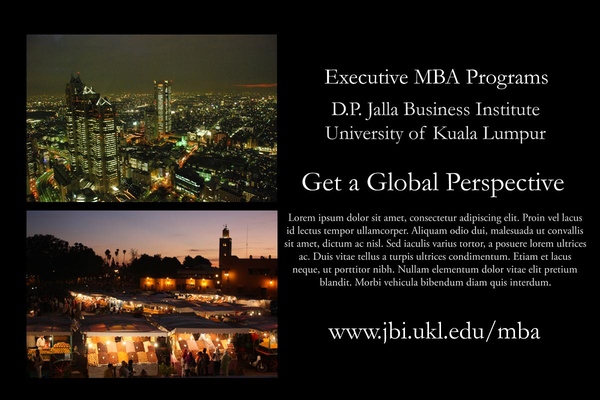 Executive MBA Programs
D.P. Jalla Business Institute
University of Kuala Lumpur
Get a Global Perspective
Lorem ipsum dolor sit amet, consectetur adipiscing elit. Proin vel lacus
id lectus tempor ullamcorper. Aliquam odio dui, malesuada ut convallis
sit amet, dictum ac nisl. Sed iaculis varius tortor, a posuere lorem ultrices
ac. Duis vitae tellus a turpis ultrices condimentum. Etiam et lacus
neque, ut porttitor nibh. Nullam elementum dolor vitae elit pretium
blandit. Morbi vehicula bibendum diam quis interdum.
www.jbi.ukl.edu/mba